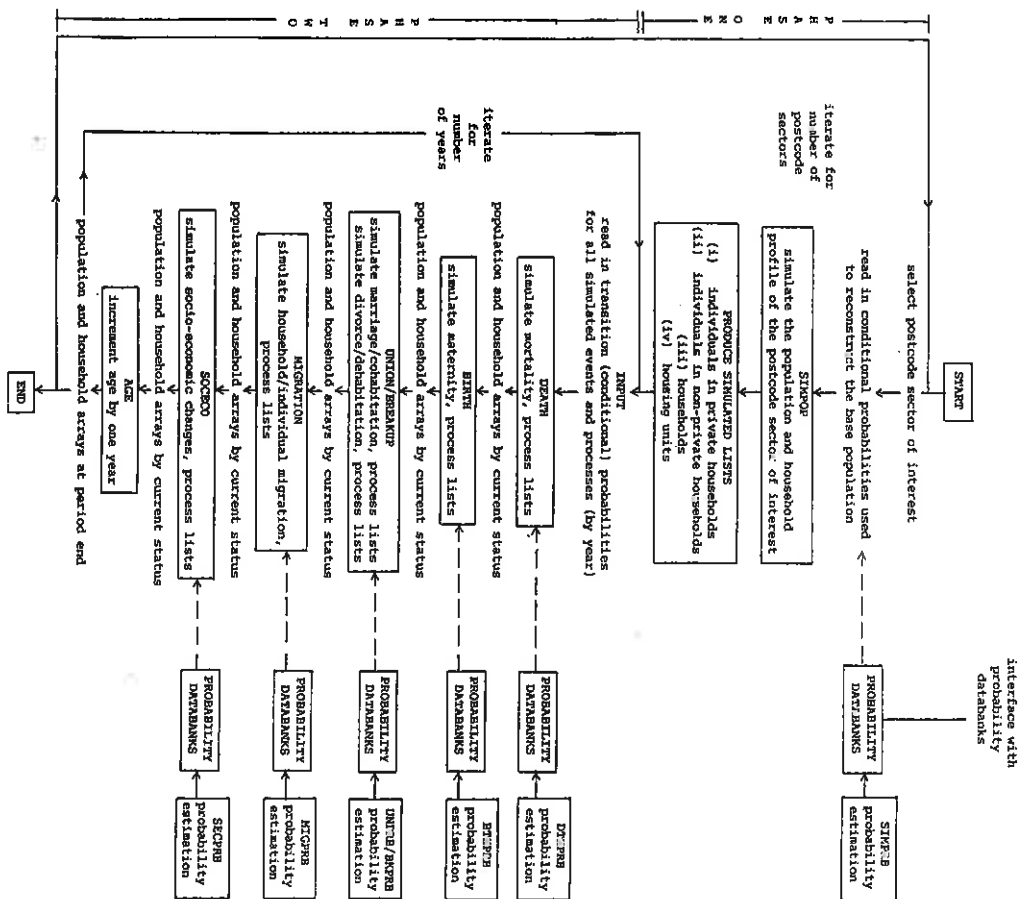 START
select postcode sector of interest
read in conditional probabilities used
to reconstruct the base population
SIMPOP
simulate the population and household
profile of the postcode sector of interest
PRODUCE SIMULATED LISTS
(i) individuals in private households
(ii) individuals in non-private households
(iii) households
(iv) housing units
INPUT
read in transition (conditional) probabilities
for all simulated events and processes (by year)
DEATH
simulate mortality, process lists
population and household arrays by current status
BIRTH
simulate maternity, process lists
population and household arrays by current status
UNION/BREAKUP
simulate marriage/cohabitation, process lists
simulate divorce/dehabitation, process lists
population and household arrays by current status
MIGRATION
simulate household/individual migration,
process lists
population and household arrays by current status
SOCECO
simulate socio-economic changes, process lists
population and household arrays by current status
AGE
increment age by one year
population and household arrays at period end
END
PHASE ONE
PHASE TWO
iterate for
number of
postcode
sectors
iterate
for
number
of years
interface with
probability
databanks
PROBABILITY
DATABANKS
SIMPRB
probability
estimation
PROBABILITY
DATABANKS
DTHPRB
probability
estimation
PROBABILITY
DATABANKS
BTHPRB
probability
estimation
PROBABILITY
DATABANKS
UNIPRB/BKPRB
probability
estimation
PROBABILITY
DATABANKS
MIGPRB
probability
estimation
PROBABILITY
DATABANKS
SECPRB
probability
estimation